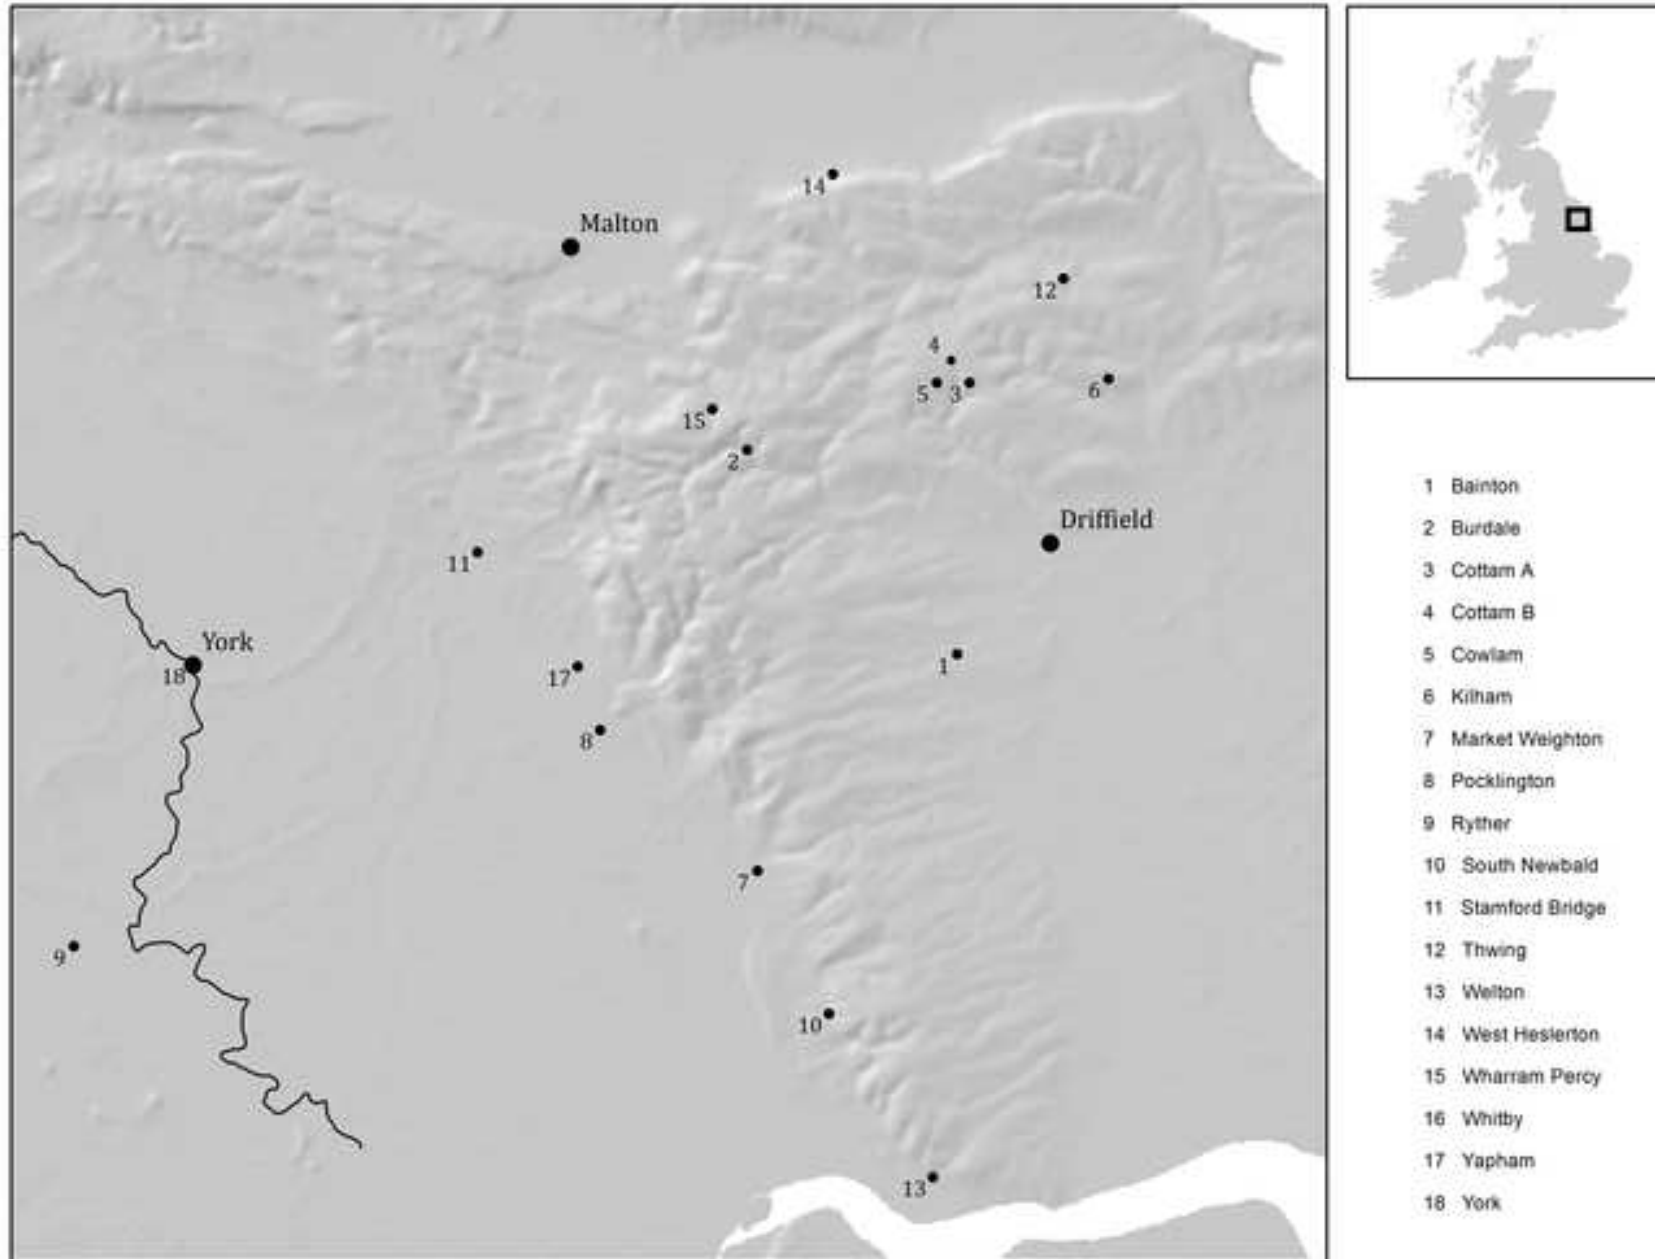 14
Malton
12
4
5
3
6
15
2
Driffield
11
York
18
17
1
8
7
9
10
13
1 Bainton
2 Burdale
3 Cottam A
4 Cottam B
5 Cowlam
6 Kilham
7 Market Weighton
8 Pocklington
9 Ryther
10 South Newbald
11 Stamford Bridge
12 Thwing
13 Welton
14 West Heslerton
15 Wharram Percy
16 Whitby
17 Yapham
18 York